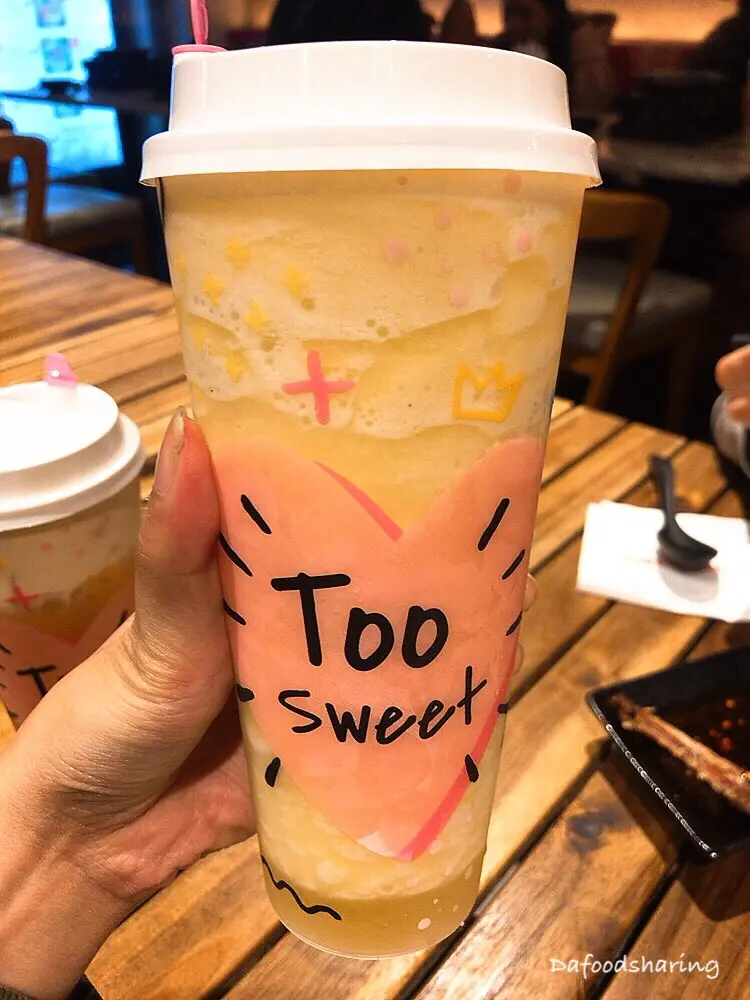 Too
sweet
T
Dafoodsharing